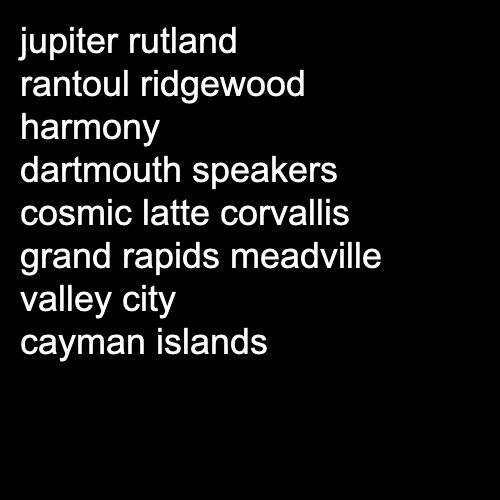 jupiter rutland
rantoul ridgewood
harmony
dartmouth speakers
cosmic latte corvallis
grand rapids meadville
valley city
cayman islands